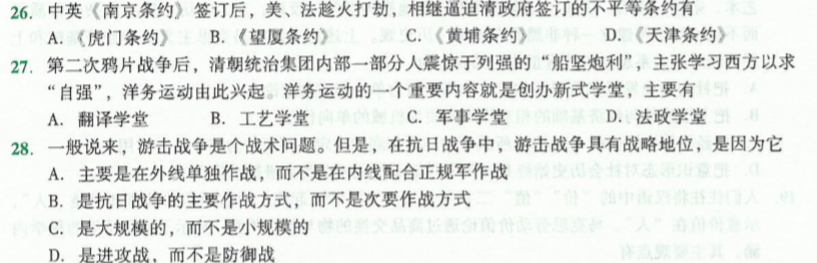 26. 中英《南京条约》签订后，美、法趁火打劫，相继逼迫清政府签订的不平等条约有
A.《虎门条约》 B.《望厦条约》 C.《黄埔条约》 D.《天津条约》
27. 第二次鸦片战争后，清朝统治集团内部一部分人震惊于列强的“船坚炮利”，主张学习西方以求
“自强”，洋务运动由此兴起。洋务运动的一个重要内容就是创办新式学堂，主要有
A. 翻译学堂 B. 工艺学堂 C. 军事学堂 D. 法政学堂
28. 一般说来，游击战争是个战术问题。但是，在抗日战争中，游击战争具有战略地位，是因为它
A. 主要是在外线单独作战，而不是在内线配合正规军作战
B. 是抗日战争的主要作战方式，而不是次要作战方式
C. 是大规模的，而不是小规模的
D. 是进攻战，而不是防御战